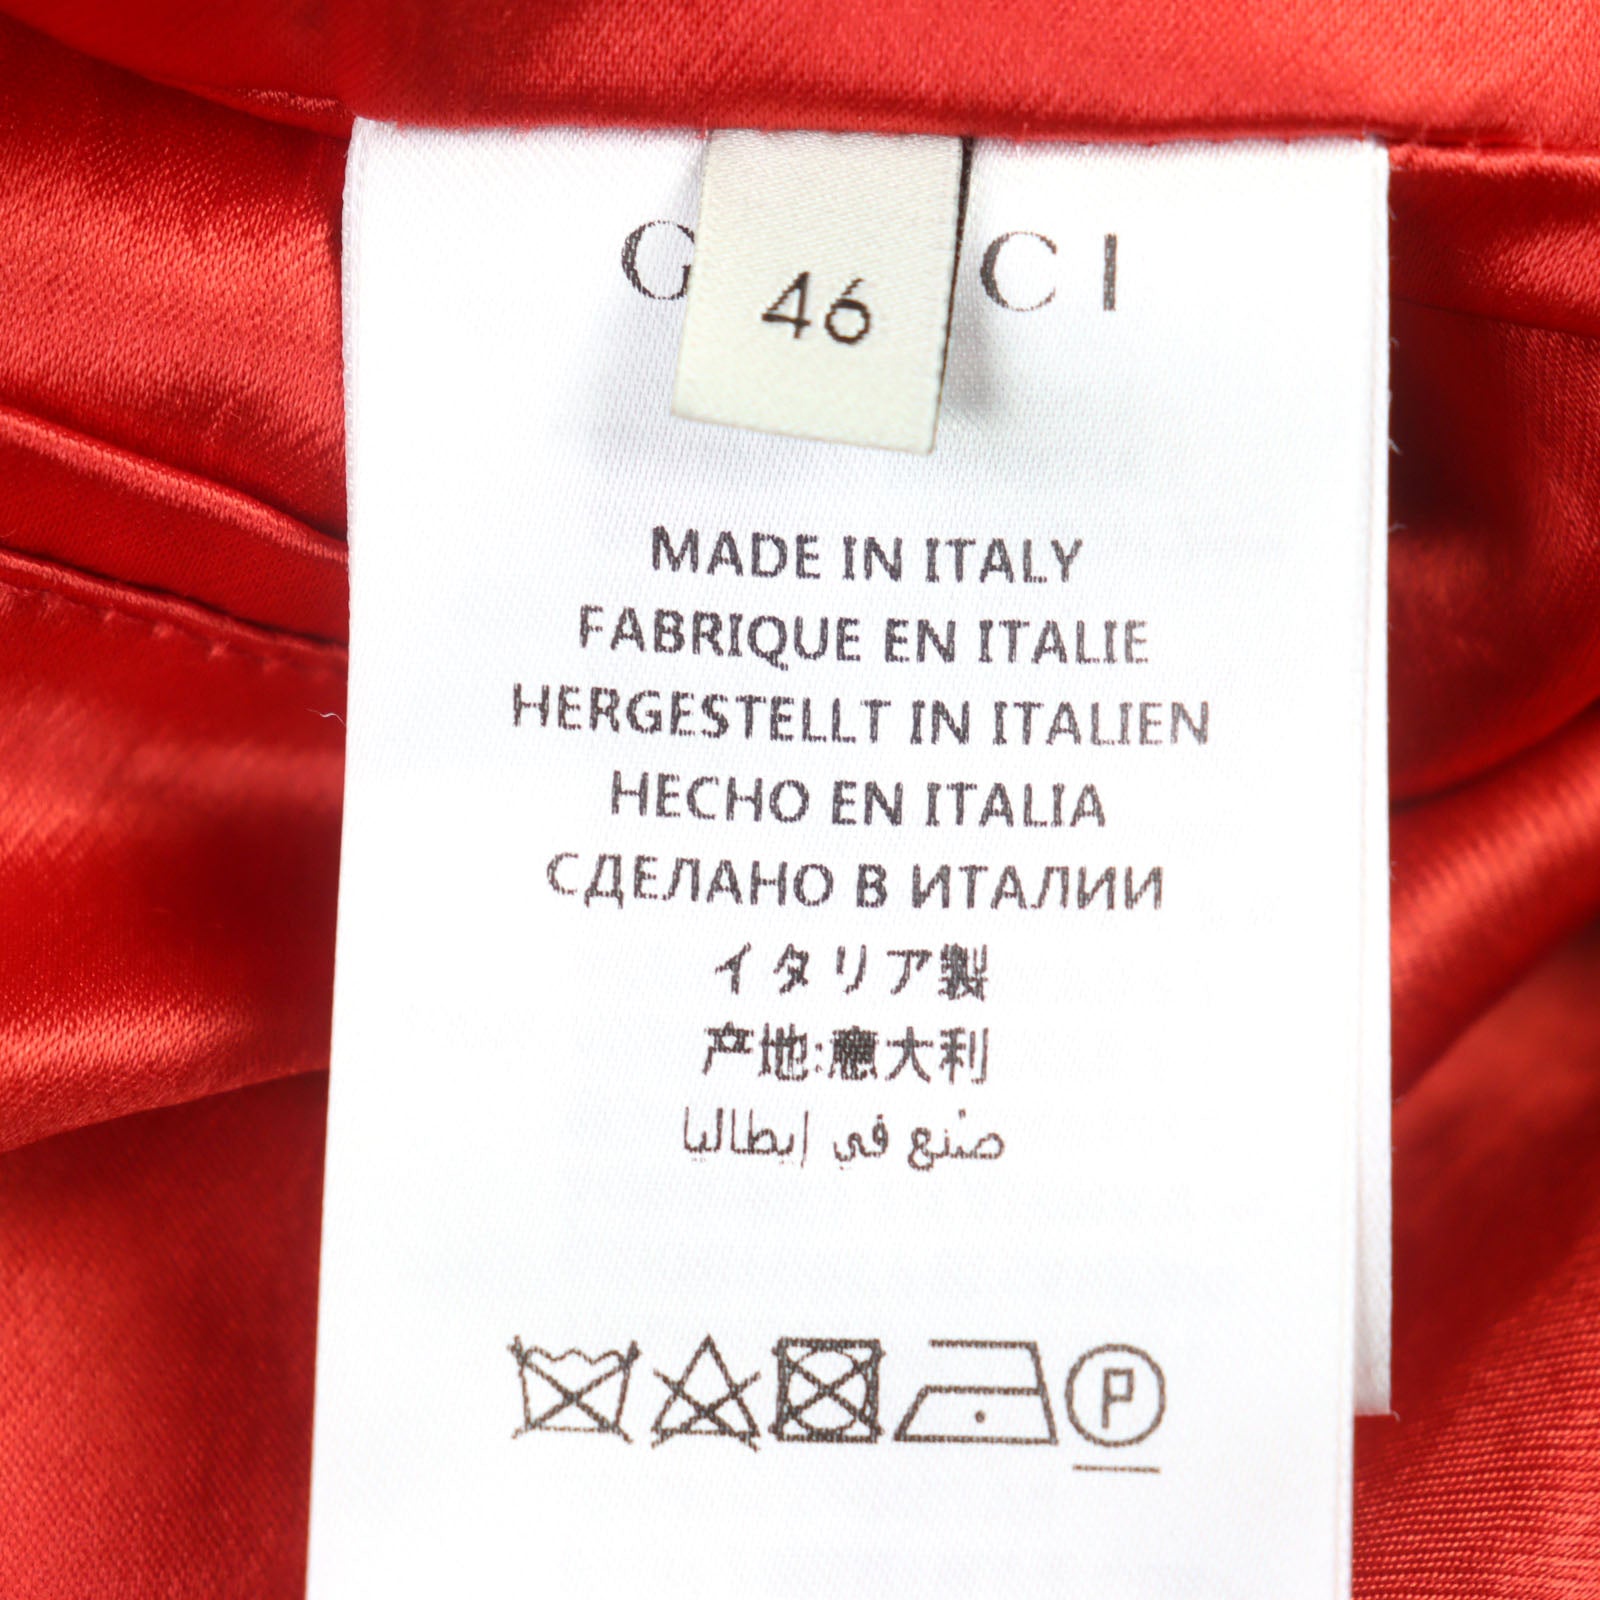 G CI
46
MADE IN ITALY
FABRIQUE EN ITALIE
HERGESTELLT IN ITALIEN
HECHO EN ITALIA
СДЕЛАНО В ИТАЛИИ
イタリア製
产地:意大利
صُنع في إيطاليا
P